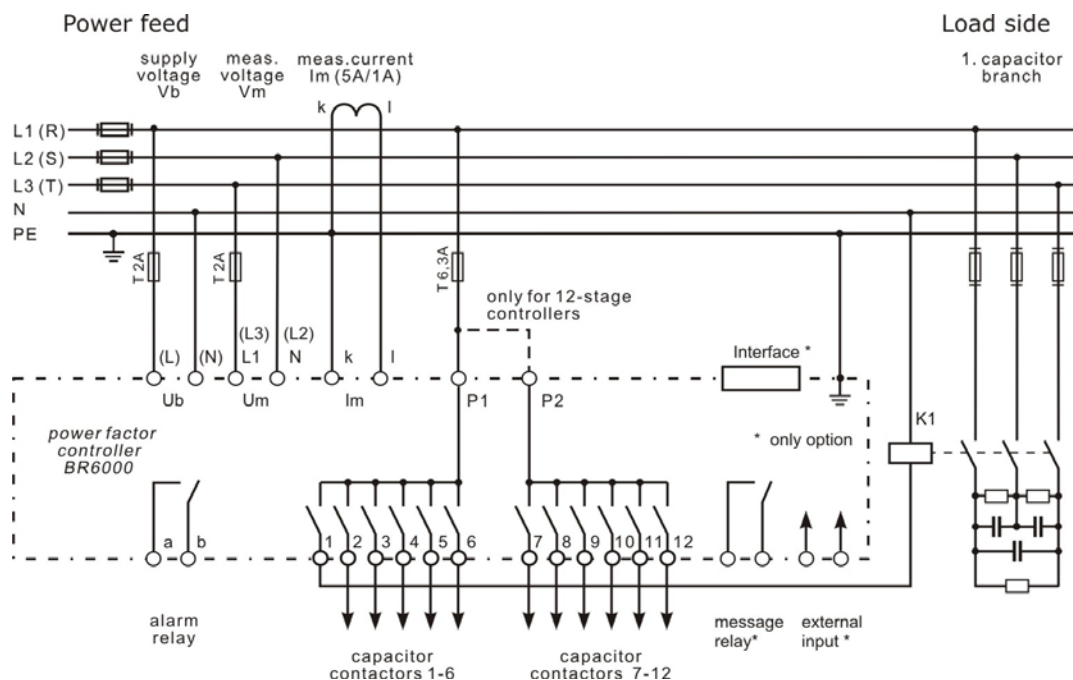 Power feed
Load side
supply
voltage
Vb
meas.
voltage
Vm
meas.current
Im (5A/1A)
k
l
1. capacitor
branch
L1 (R)
L2 (S)
L3 (T)
N
PE
T 2A
T 2A
T 6,3A
only for 12-stage
controllers
(L)
(N)
(L3)
L1
(L2)
N
k
l
Interface *
Ub
Um
Im
P1
P2
K1
power factor
controller
BR6000
* only option
a
b
1
2
3
4
5
6
7
8
9
10
11
12
alarm
relay
capacitor
contactors 1-6
capacitor
contactors 7-12
message
relay*
external
input *